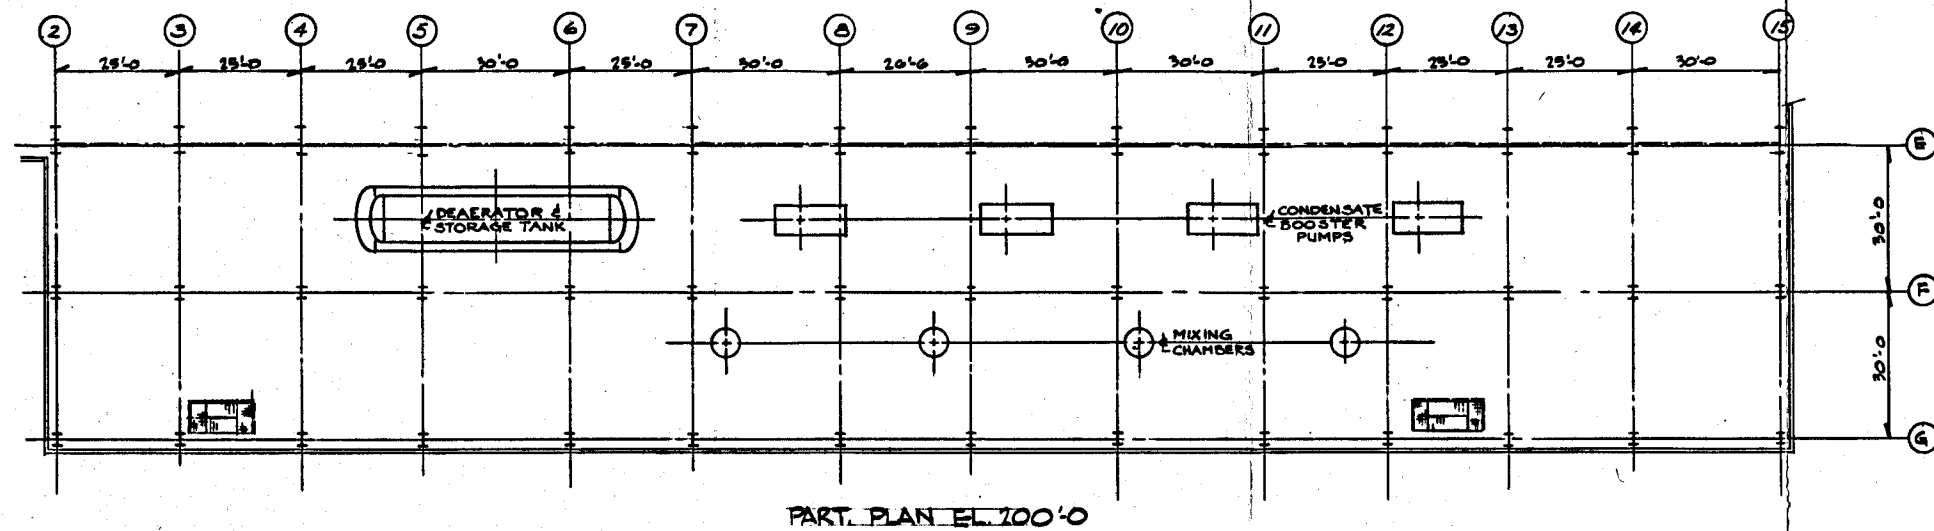 2 3 4 5 6 7 8 9 10 11 12 13 14 15
25'-0 25'-0 25'-0 30'-0 25'-0 30'-0 26'-6 30'-0 30'-0 25'-0 25'-0 25'-0 30'-0
E
30'-0
DEAERATOR &
STORAGE TANK
CONDENSATE
BOOSTER
PUMPS
F
MIXING
CHAMBERS
30'-0
G
PART. PLAN EL. 200'-0